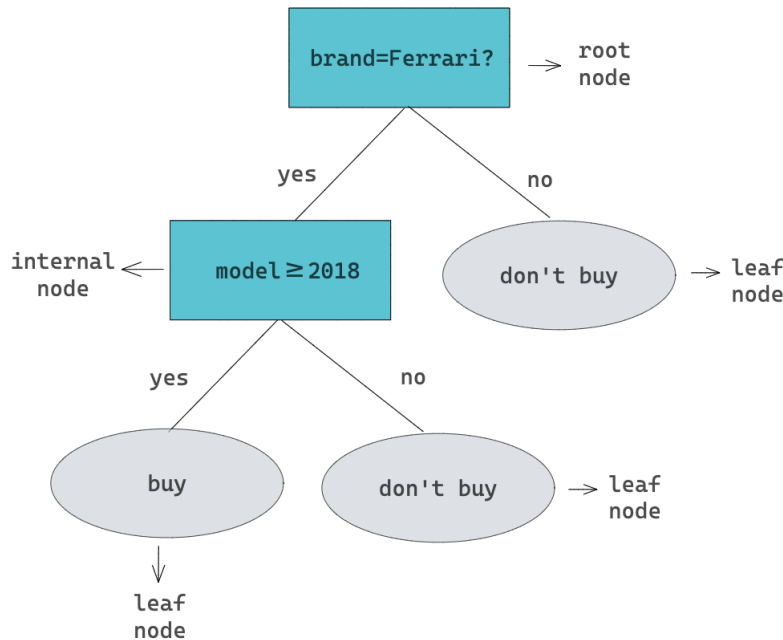 brand=Ferrari?
root
node
yes
no
internal
node
model≥2018
don't buy
leaf
node
yes
no
buy
don't buy
leaf
node
leaf
node